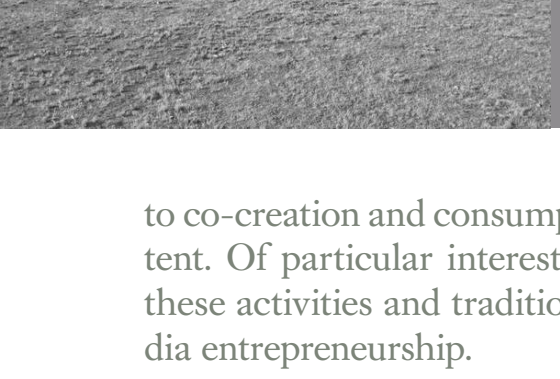 to co-creation and consump
tent. Of particular interest
these activities and traditio
dia entrepreneurship.